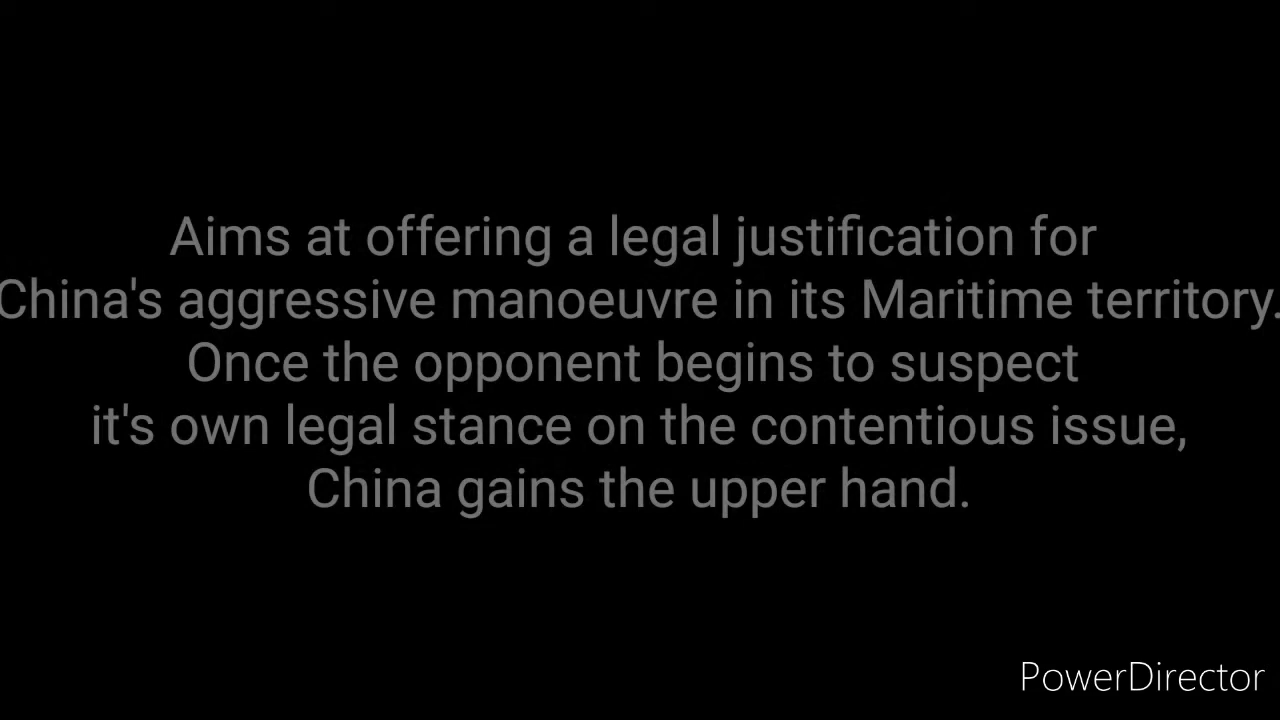 Aims at offering a legal justification for
China's aggressive manoeuvre in its Maritime territory.
Once the opponent begins to suspect
it's own legal stance on the contentious issue,
China gains the upper hand.
PowerDirector